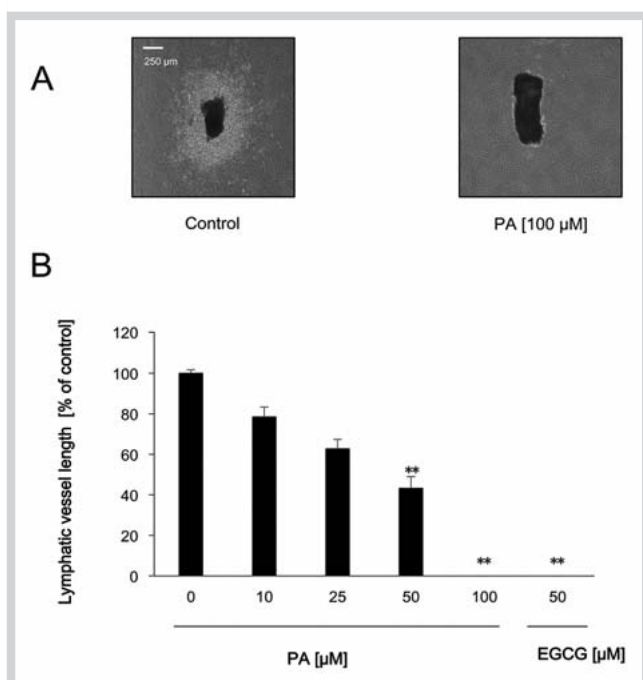 A
250 µm
Control
PA [100 µM]
B
Lymphatic vessel length [% of control]
120
100
80
60
40
20
0
**
**
**
0 10 25 50 100 50
PA [µM]
EGCG [µM]